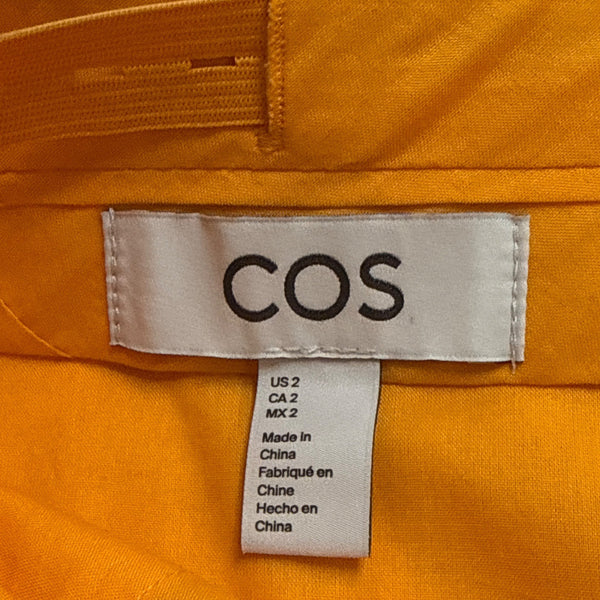 COS
US 2
CA 2
MX 2
Made in
China
Fabriqué en
Chine
Hecho en
China